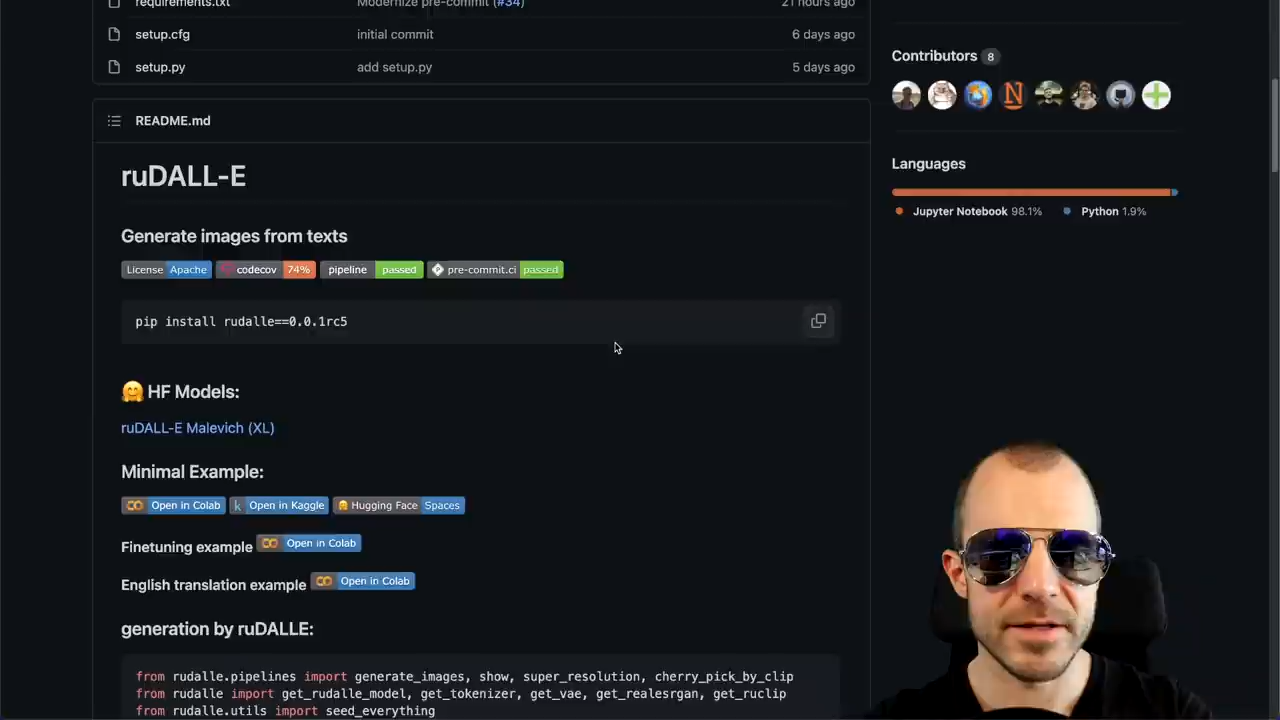 requirements.txt Modernize pre-commit (#34) 21 hours ago
setup.cfg initial commit 6 days ago
setup.py add setup.py 5 days ago
README.md
ruDALL-E
Generate images from texts
License Apache codecov 74% pipeline passed pre-commit.ci passed
pip install rudalle==0.0.1rc5
HF Models:
ruDALL-E Malevich (XL)
Minimal Example:
Open in Colab k Open in Kaggle Hugging Face Spaces
Finetuning example Open in Colab
English translation example Open in Colab
generation by ruDALLE:
from rudalle.pipelines import generate_images, show, super_resolution, cherry_pick_by_clip
from rudalle import get_rudalle_model, get_tokenizer, get_vae, get_realesrgan, get_ruclip
from rudalle.utils import seed_everything
Contributors 8
N
Languages
Jupyter Notebook 98.1% Python 1.9%